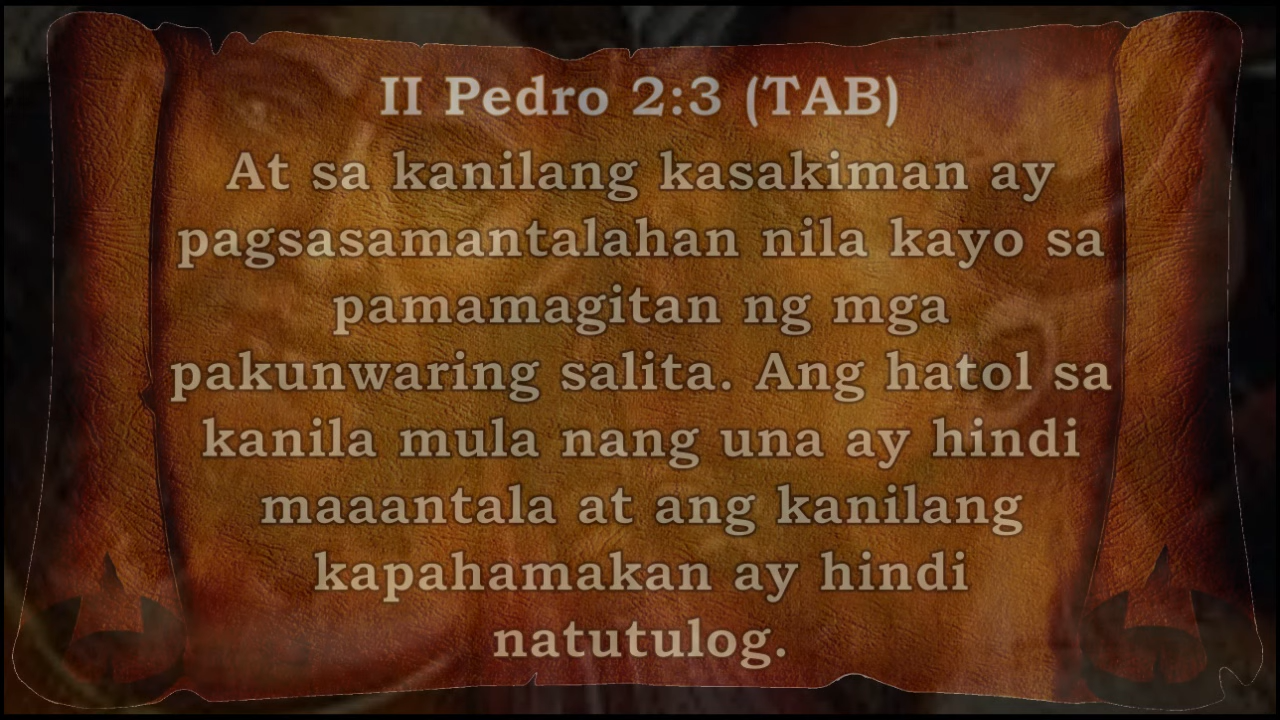 II Pedro 2:3 (TAB)
At sa kanilang kasakiman ay
pagsasamantalahan nila kayo sa
pamamagitan ng mga
pakunwaring salita. Ang hatol sa
kanila mula nang una ay hindi
maaantala at ang kanilang
kapahamakan ay hindi
natutulog.